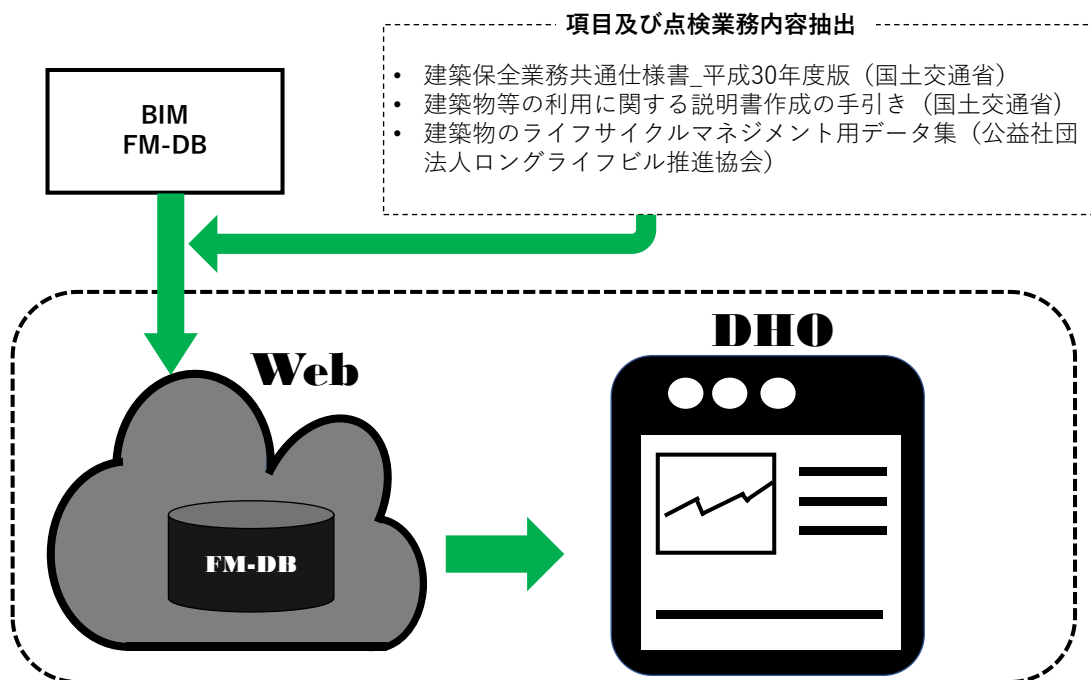 項目及び点検業務内容抽出
• 建築保全業務共通仕様書_平成30年度版（国土交通省）
• 建築物等の利用に関する説明書作成の手引き（国土交通省）
• 建築物のライフサイクルマネジメント用データ集（公益社団
法人ロングライフビル推進協会）
BIM
FM-DB
Web
DHO
FM-DB